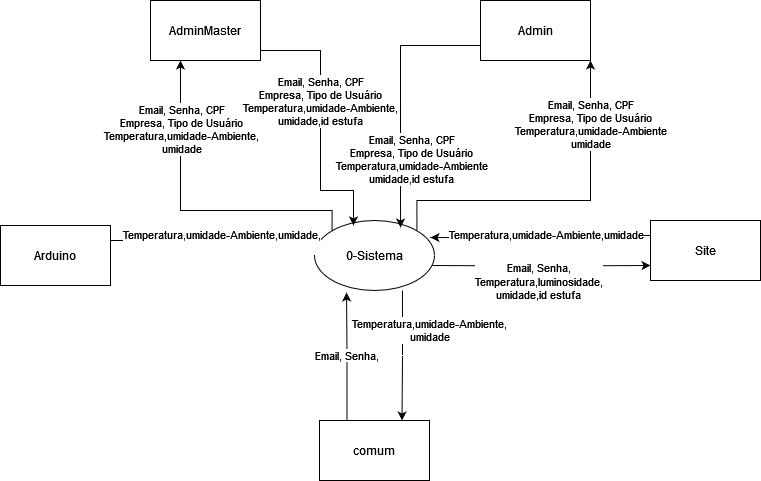 AdminMaster
Admin
Email, Senha, CPF
Empresa, Tipo de Usuário
Temperatura,umidade-Ambiente,
umidade,id estufa
Email, Senha, CPF
Empresa, Tipo de Usuário
Temperatura,umidade-Ambiente,
umidade
Email, Senha, CPF
Empresa, Tipo de Usuário
Temperatura,umidade-Ambiente
umidade
Email, Senha, CPF
Empresa, Tipo de Usuário
Temperatura,umidade-Ambiente
umidade,id estufa
Arduino
Temperatura,umidade-Ambiente,umidade,
0-Sistema
Temperatura,umidade-Ambiente,umidade
Site
Email, Senha,
Temperatura,luminosidade,
umidade,id estufa
Temperatura,umidade-Ambiente,
umidade
Email, Senha,
comum